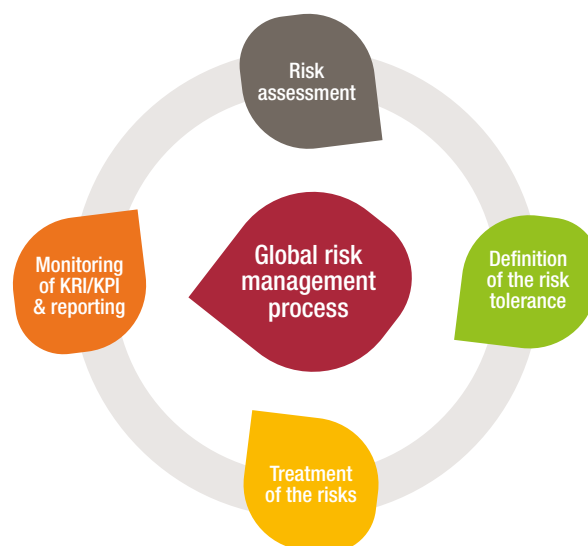 Risk
assessment
Definition
of the risk
tolerance
Treatment
of the risks
Monitoring
of KRI/KPI
& reporting
Global risk
management
process